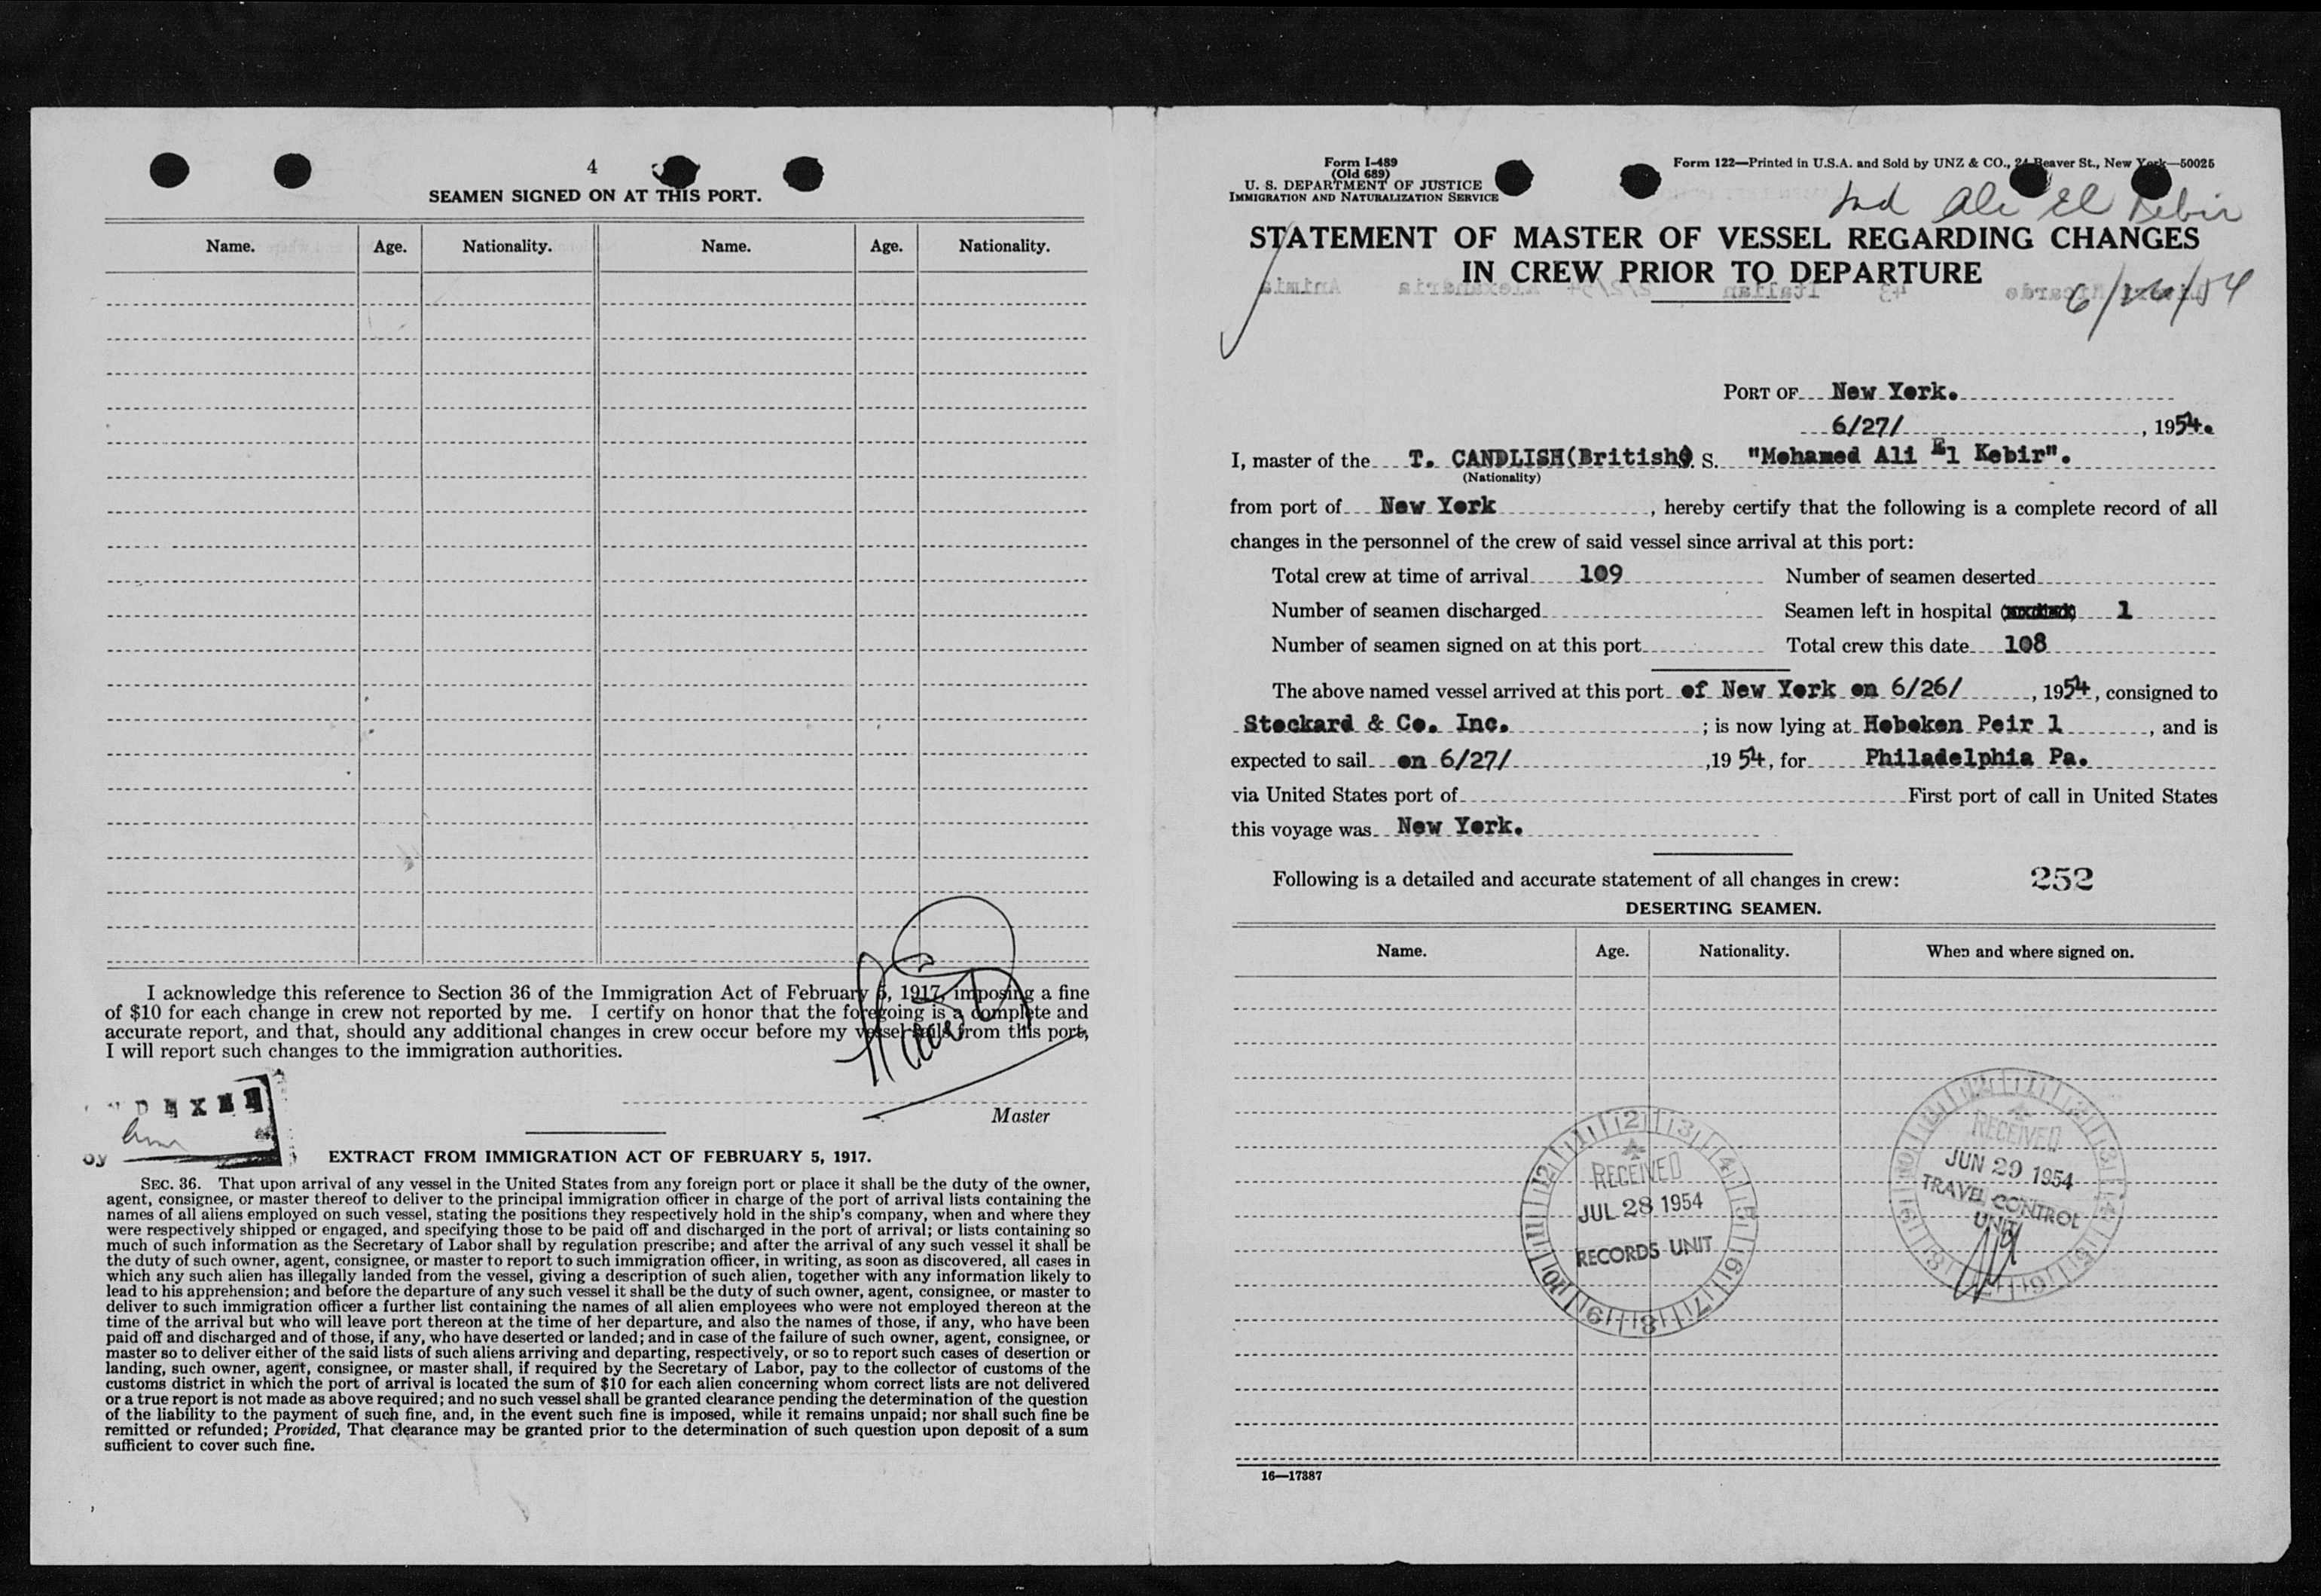 4
SEAMEN SIGNED ON AT THIS PORT.
Name. Age. Nationality. Name. Age. Nationality.
I acknowledge this reference to Section 36 of the Immigration Act of February 5, 1917, imposing a fine
of $10 for each change in crew not reported by me. I certify on honor that the foregoing is a complete and
accurate report, and that, should any additional changes in crew occur before my vessel sails from this port,
I will report such changes to the immigration authorities.
Master
EXTRACT FROM IMMIGRATION ACT OF FEBRUARY 5, 1917.
SEC. 36. That upon arrival of any vessel in the United States from any foreign port or place it shall be the duty of the owner,
agent, consignee, or master thereof to deliver to the principal immigration officer in charge of the port of arrival lists containing the
names of all aliens employed on such vessel, stating the positions they respectively hold in the ship's company, when and where they
were respectively shipped or engaged, and specifying those to be paid off and discharged in the port of arrival; or lists containing so
much of such information as the Secretary of Labor shall by regulation prescribe; and after the arrival of any such vessel it shall be
the duty of such owner, agent, consignee, or master to report to such immigration officer, in writing, as soon as discovered, all cases in
which any such alien has illegally landed from the vessel, giving a description of such alien, together with any information likely to
lead to his apprehension; and before the departure of any such vessel it shall be the duty of such owner, agent, consignee, or master to
deliver to such immigration officer a further list containing the names of all alien employees who were not employed thereon at the
time of the arrival but who will leave port thereon at the time of her departure, and also the names of those, if any, who have been
paid off and discharged and of those, if any, who have deserted or landed; and in case of the failure of such owner, agent, consignee, or
master so to deliver either of the said lists of such aliens arriving and departing, respectively, or so to report such cases of desertion or
landing, such owner, agent, consignee, or master shall, if required by the Secretary of Labor, pay to the collector of customs of the
customs district in which the port of arrival is located the sum of $10 for each alien concerning whom correct lists are not delivered
or a true report is not made as above required; and no such vessel shall be granted clearance pending the determination of the question
of the liability to the payment of such fine, and, in the event such fine is imposed, while it remains unpaid; nor shall such fine be
remitted or refunded; Provided, That clearance may be granted prior to the determination of such question upon deposit of a sum
sufficient to cover such fine.
Form I-489
(Old 689)
U. S. DEPARTMENT OF JUSTICE
IMMIGRATION AND NATURALIZATION SERVICE
Form 122—Printed in U.S.A. and Sold by UNZ & CO., 24 Beaver St., New York—50025
Ali El Kebir
STATEMENT OF MASTER OF VESSEL REGARDING CHANGES
IN CREW PRIOR TO DEPARTURE
6/26/54
PORT OF New York.
6/27/, 1954.
I, master of the T. CANDLISH(British) S. "Mohamed Ali El Kebir".
(Nationality)
from port of New York, hereby certify that the following is a complete record of all
changes in the personnel of the crew of said vessel since arrival at this port:
Total crew at time of arrival 109 Number of seamen deserted
Number of seamen discharged Seamen left in hospital 1
Number of seamen signed on at this port Total crew this date 108
The above named vessel arrived at this port of New York on 6/26/, 1954, consigned to
Stockard & Co. Inc.; is now lying at Hoboken Peir 1, and is
expected to sail on 6/27/,1954, for Philadelphia Pa.
via United States port of First port of call in United States
this voyage was New York.
Following is a detailed and accurate statement of all changes in crew: 252
DESERTING SEAMEN.
Name. Age. Nationality. When and where signed on.
RECEIVED
JUL 28 1954
RECORDS UNIT
RECEIVED
JUN 29 1954
TRAVEL CONTROL
UNIT
16—17387